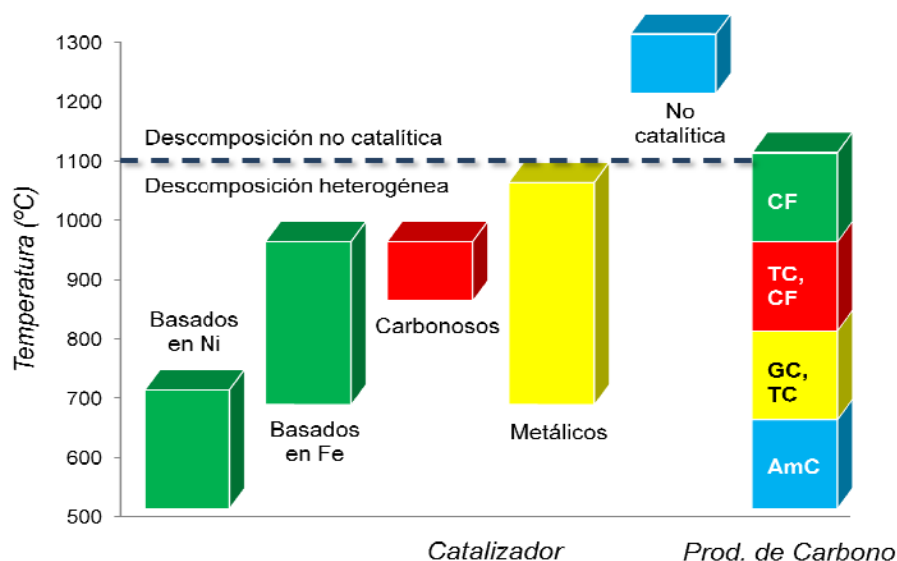 Temperatura (ºC)
1300
1200
1100
1000
900
800
700
600
500
Descomposición no catalítica
Descomposición heterogénea
Basados
en Ni
Basados
en Fe
Carbonosos
Metálicos
No
catalítica
CF
TC,
CF
GC,
TC
AmC
Catalizador
Prod. de Carbono